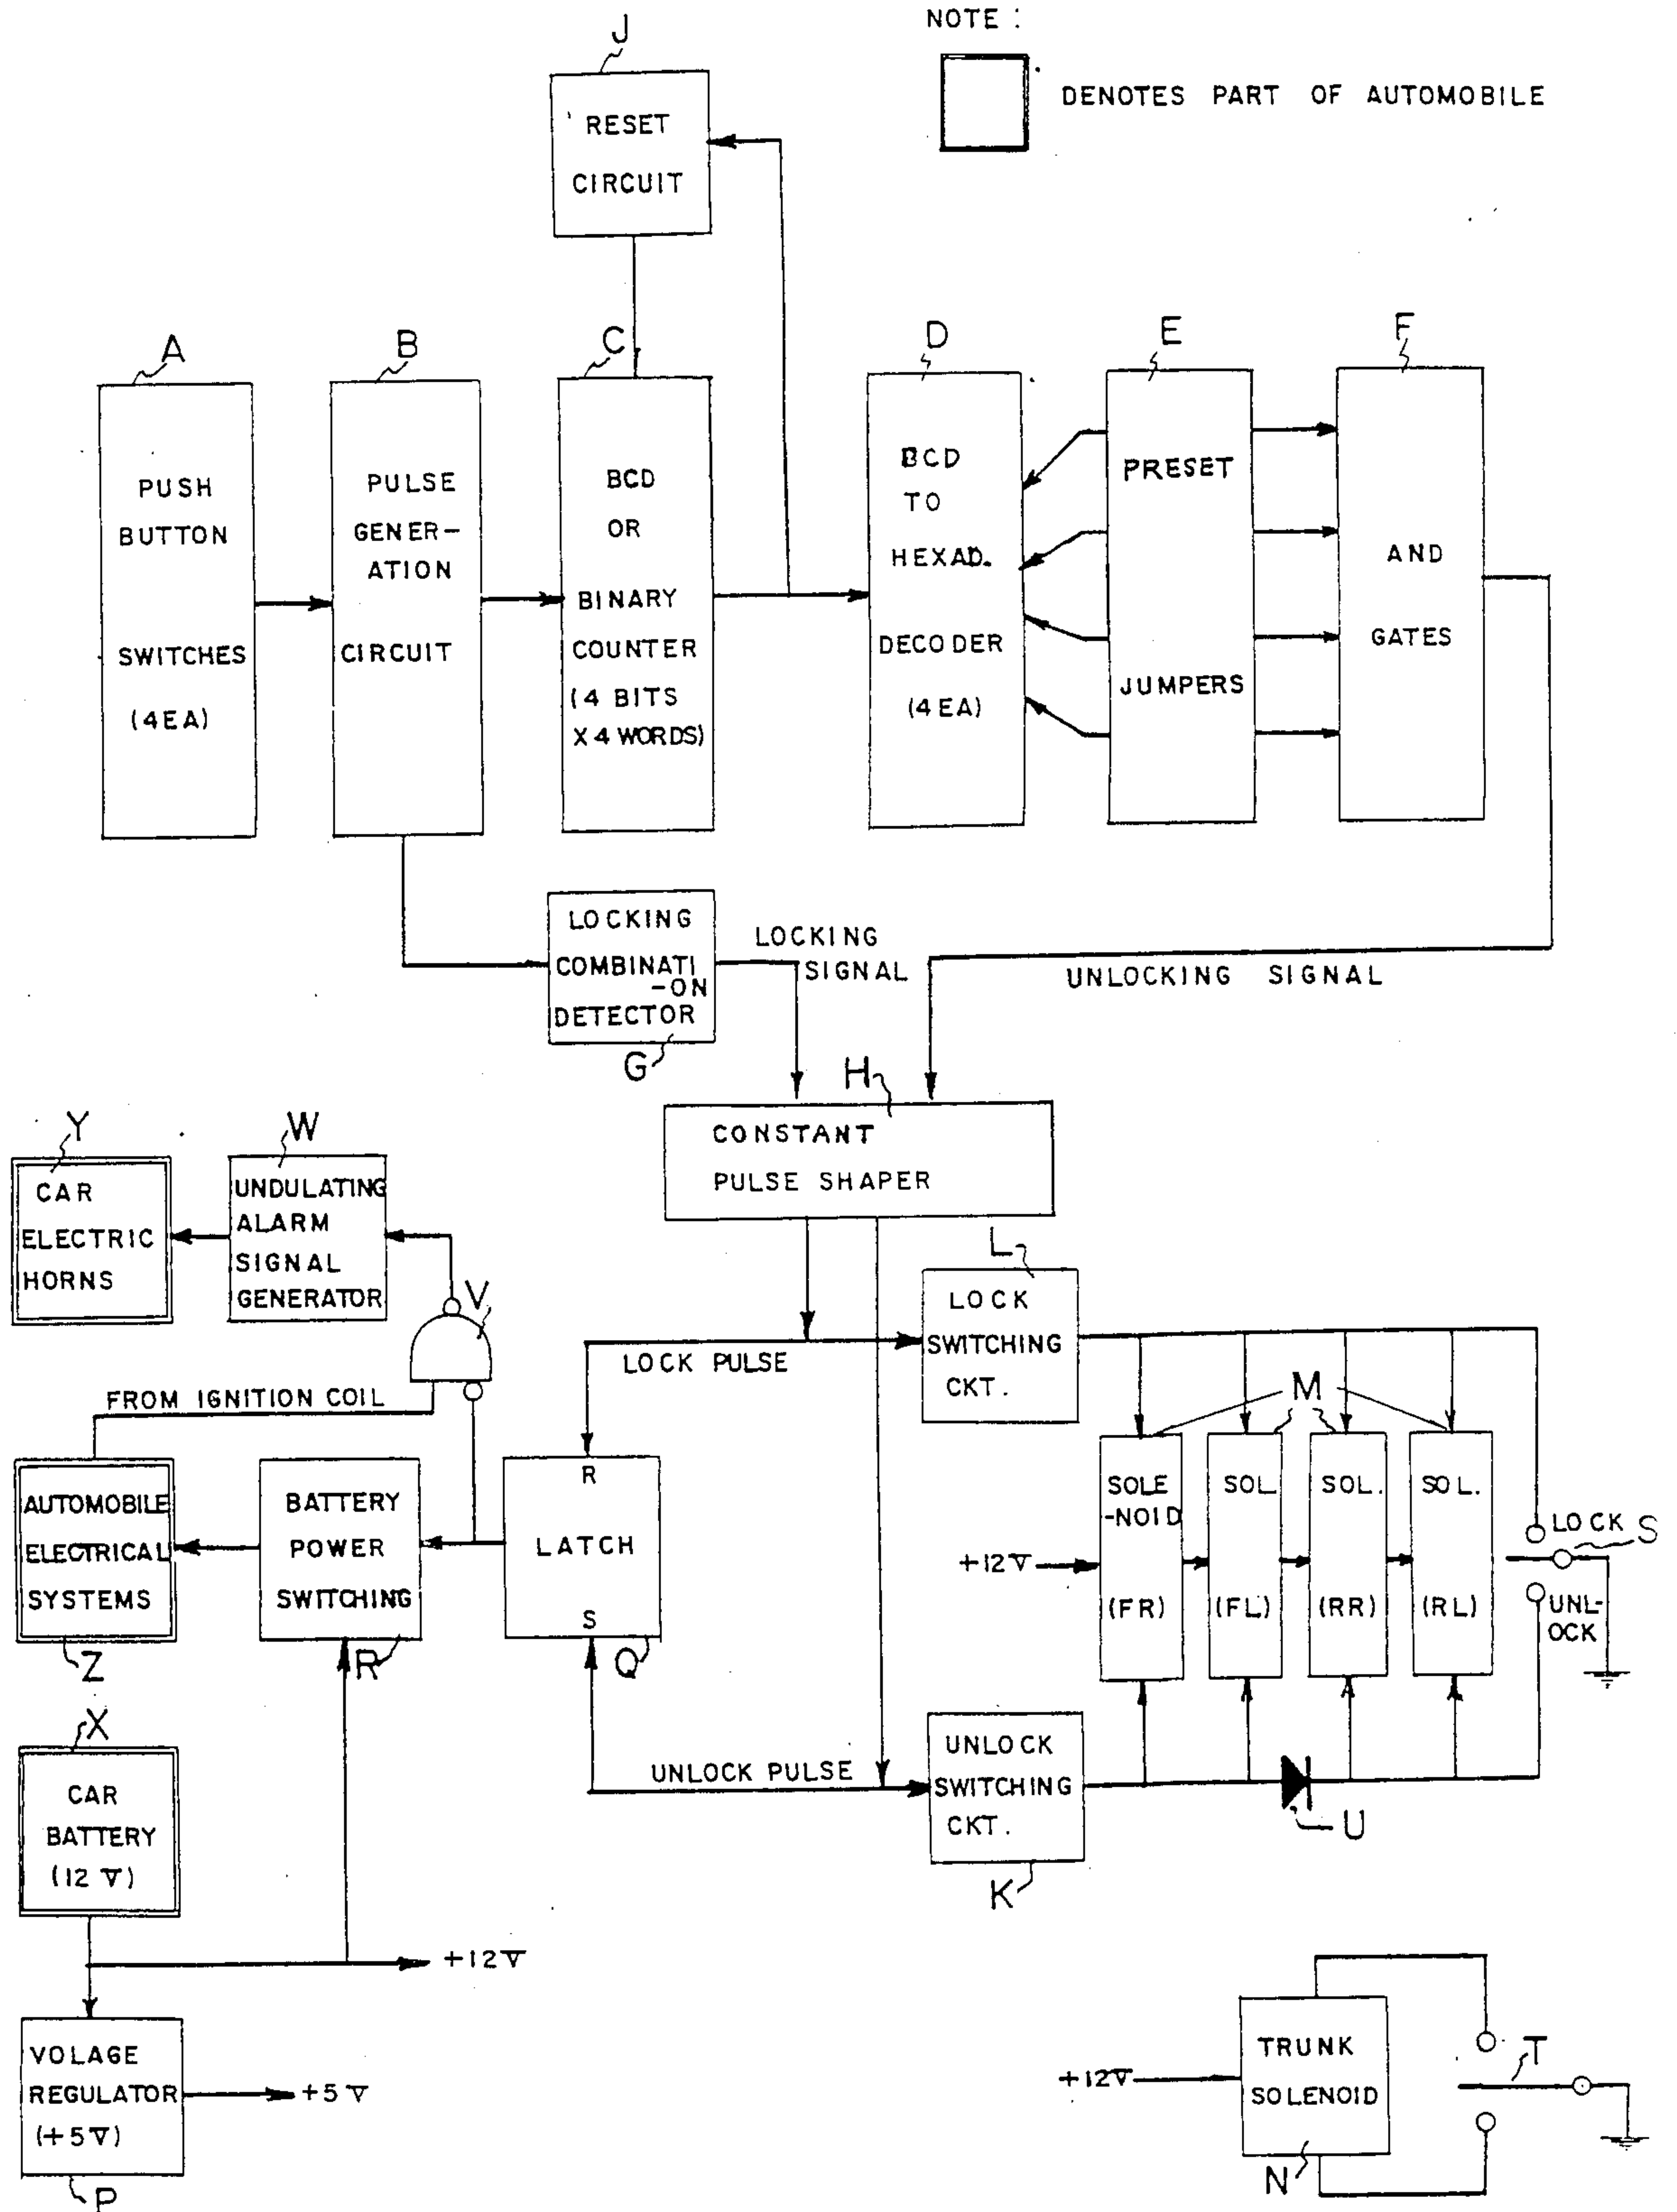 NOTE :
DENOTES PART OF AUTOMOBILE
J
RESET
CIRCUIT
A
PUSH
BUTTON
SWITCHES
(4EA)
B
PULSE
GENER-
ATION
CIRCUIT
C
BCD
OR
BINARY
COUNTER
(4 BITS
X 4 WORDS)
D
BCD
TO
HEXAD.
DECODER
(4 EA)
E
PRESET
JUMPERS
F
AND
GATES
LOCKING
COMBINATI
-ON
DETECTOR
G
LOCKING
SIGNAL
UNLOCKING SIGNAL
H
CONSTANT
PULSE SHAPER
Y
CAR
ELECTRIC
HORNS
W
UNDULATING
ALARM
SIGNAL
GENERATOR
V
FROM IGNITION COIL
LOCK PULSE
L
LOCK
SWITCHING
CKT.
M
AUTOMOBILE
ELECTRICAL
SYSTEMS
Z
BATTERY
POWER
SWITCHING
R
R
LATCH
S
Q
+12V
SOLE
-NOID
(FR)
SOL
(FL)
SOL.
(RR)
SOL.
(RL)
LOCK
S
UNL-
OCK
X
CAR
BATTERY
(12 V)
UNLOCK PULSE
UNLOCK
SWITCHING
CKT.
K
U
+12V
VOLAGE
REGULATOR
(+5V)
P
+5V
+12V
TRUNK
SOLENOID
N
T